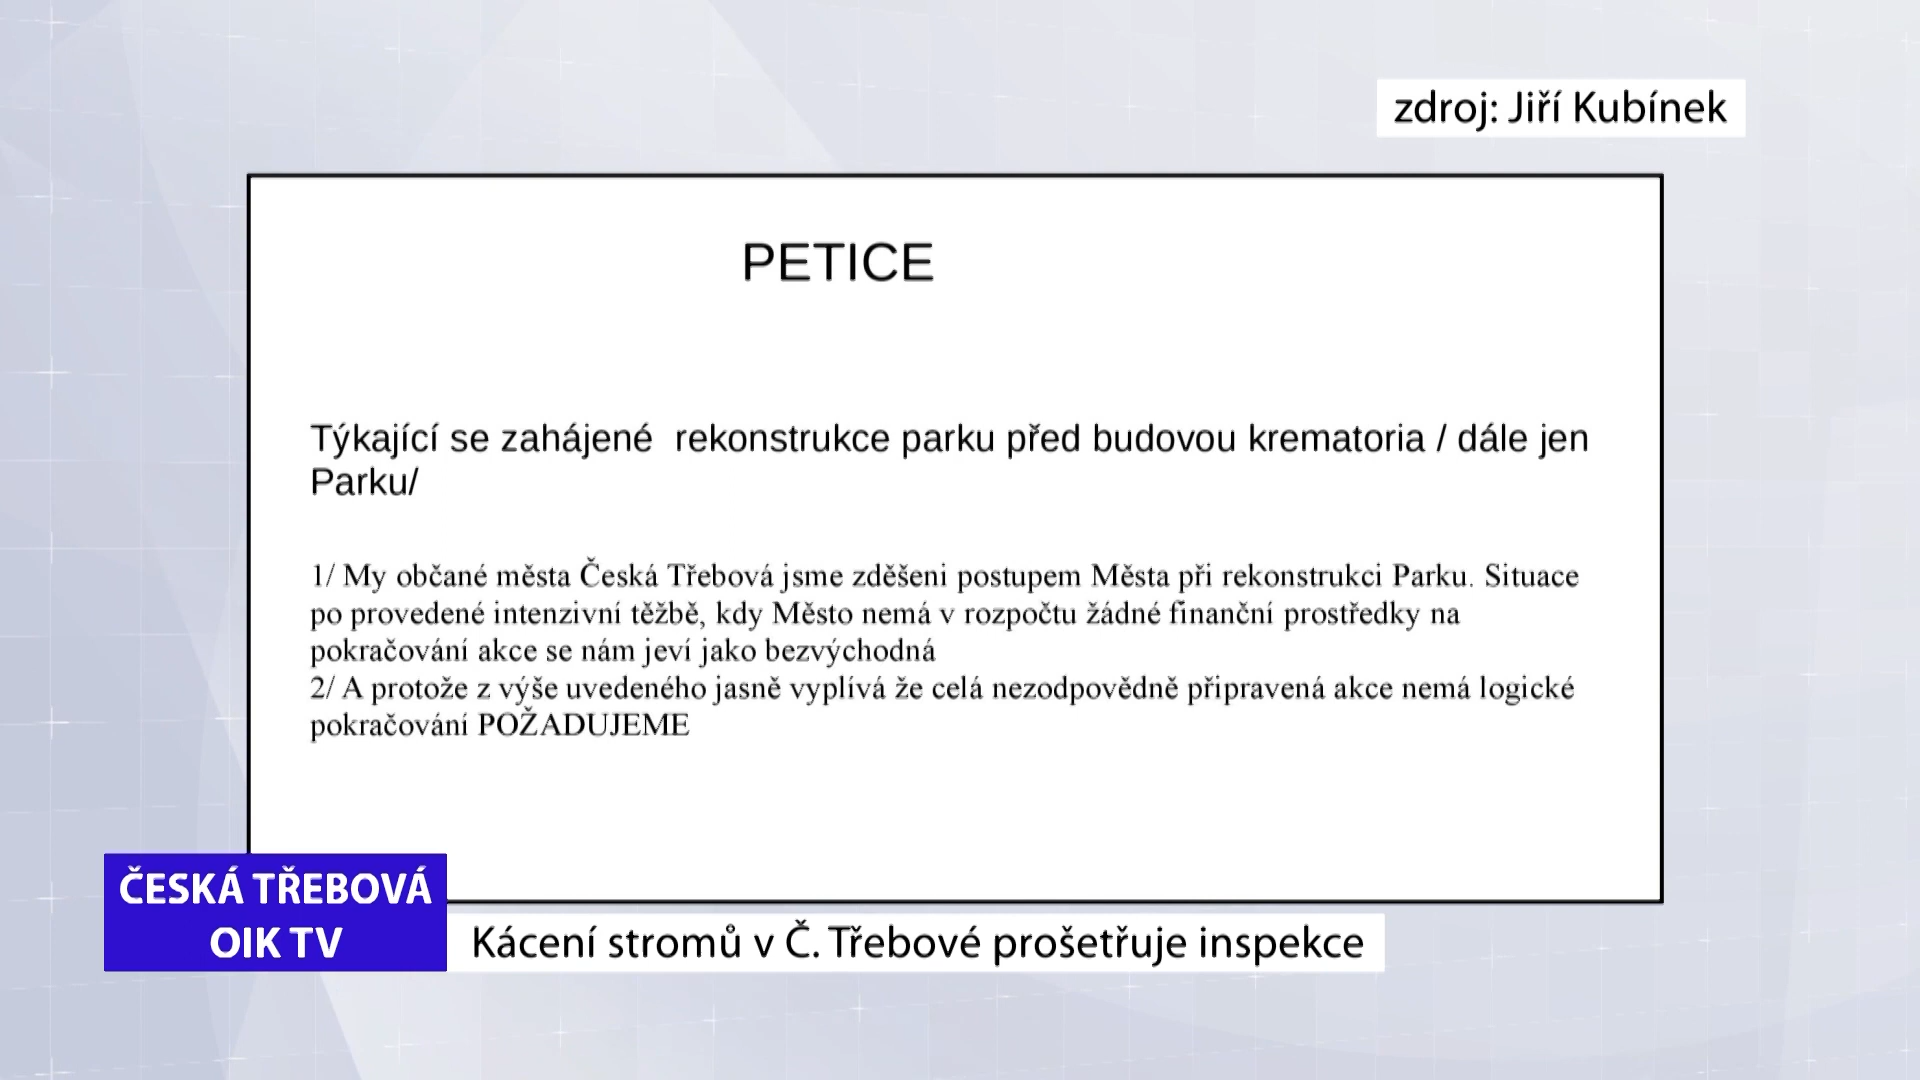 zdroj: Jiří Kubínek
PETICE
Týkající se zahájené rekonstrukce parku před budovou krematoria / dále jen
Parku/
1/ My občané města Česká Třebová jsme zděšeni postupem Města při rekonstrukci Parku. Situace
po provedené intenzivní těžbě, kdy Město nemá v rozpočtu žádné finanční prostředky na
pokračování akce se nám jeví jako bezvýchodná
2/ A protože z výše uvedeného jasně vyplívá že celá nezodpovědně připravená akce nemá logické
pokračování POŽADUJEME
ČESKÁ TŘEBOVÁ
OIK TV
Kácení stromů v Č. Třebové prošetřuje inspekce